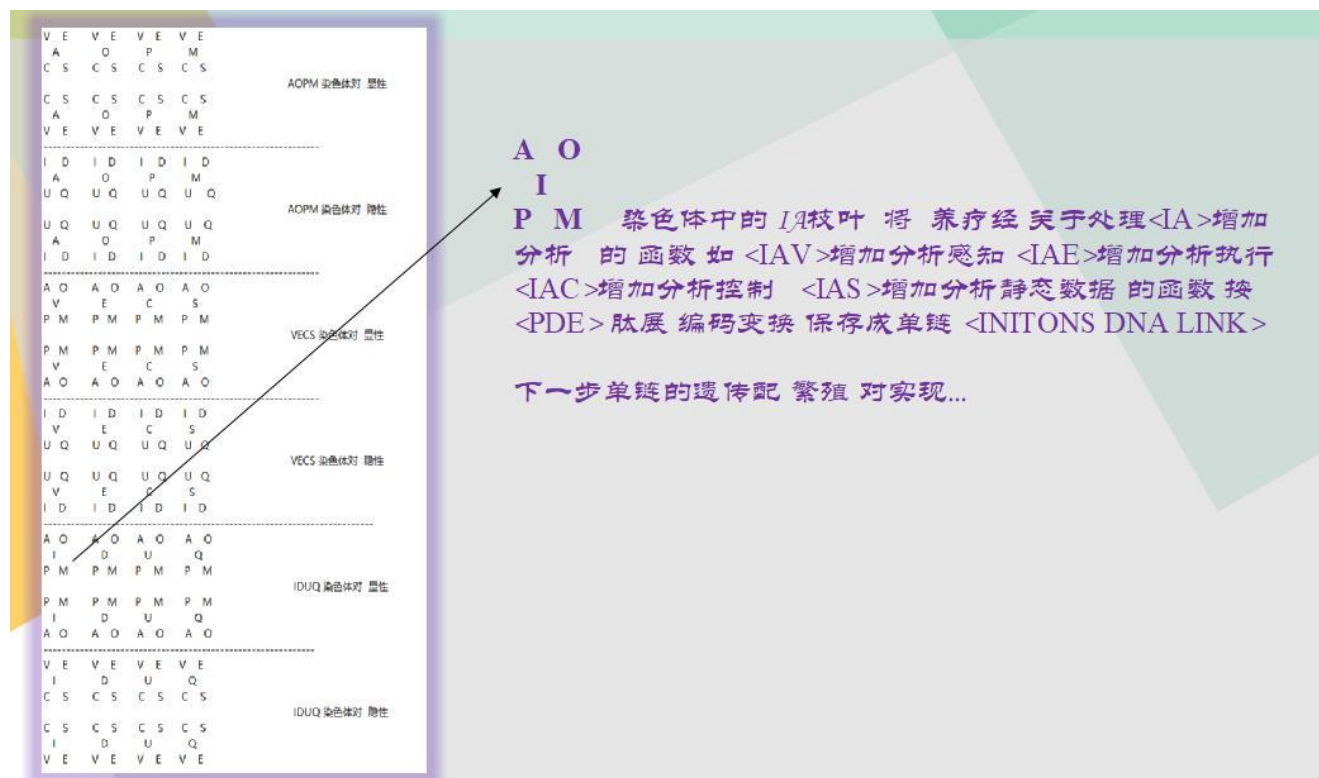 V E V E V E V E
A O P M
C S C S C S C S
AOPM 染色体对 显性
C S C S C S C S
A O P M
V E V E V E V E
I D I D I D I D
A O P M
U Q U Q U Q U Q
AOPM 染色体对 隐性
U Q U Q U Q U Q
A O P M
I D I D I D I D
A O A O A O A O
V E C S
P M P M P M P M
VECS 染色体对 显性
P M P M P M P M
V E C S
A O A O A O A O
I D I D I D I D
V E C S
U Q U Q U Q U Q
VECS 染色体对 隐性
U Q U Q U Q U Q
V E C S
I D I D I D I D
A O A O A O A O
I D U Q
P M P M P M P M
IDUQ 染色体对 显性
P M P M P M P M
I D U Q
A O A O A O A O
V E V E V E V E
I D U Q
C S C S C S C S
IDUQ 染色体对 隐性
C S C S C S C S
I D U Q
V E V E V E V E
A O
I
P M 染色体中的 IA枝叶 将 养疗经 关于处理<IA>增加
分析 的 函数 如 <IAV>增加分析感知 <IAE>增加分析执行
<IAC>增加分析控制 <IAS>增加分析静态数据 的函数 按
<PDE>肽展 编码变换 保存成单链 <INITONS DNA LINK>
下一步单链的遗传配 繁殖 对实现...